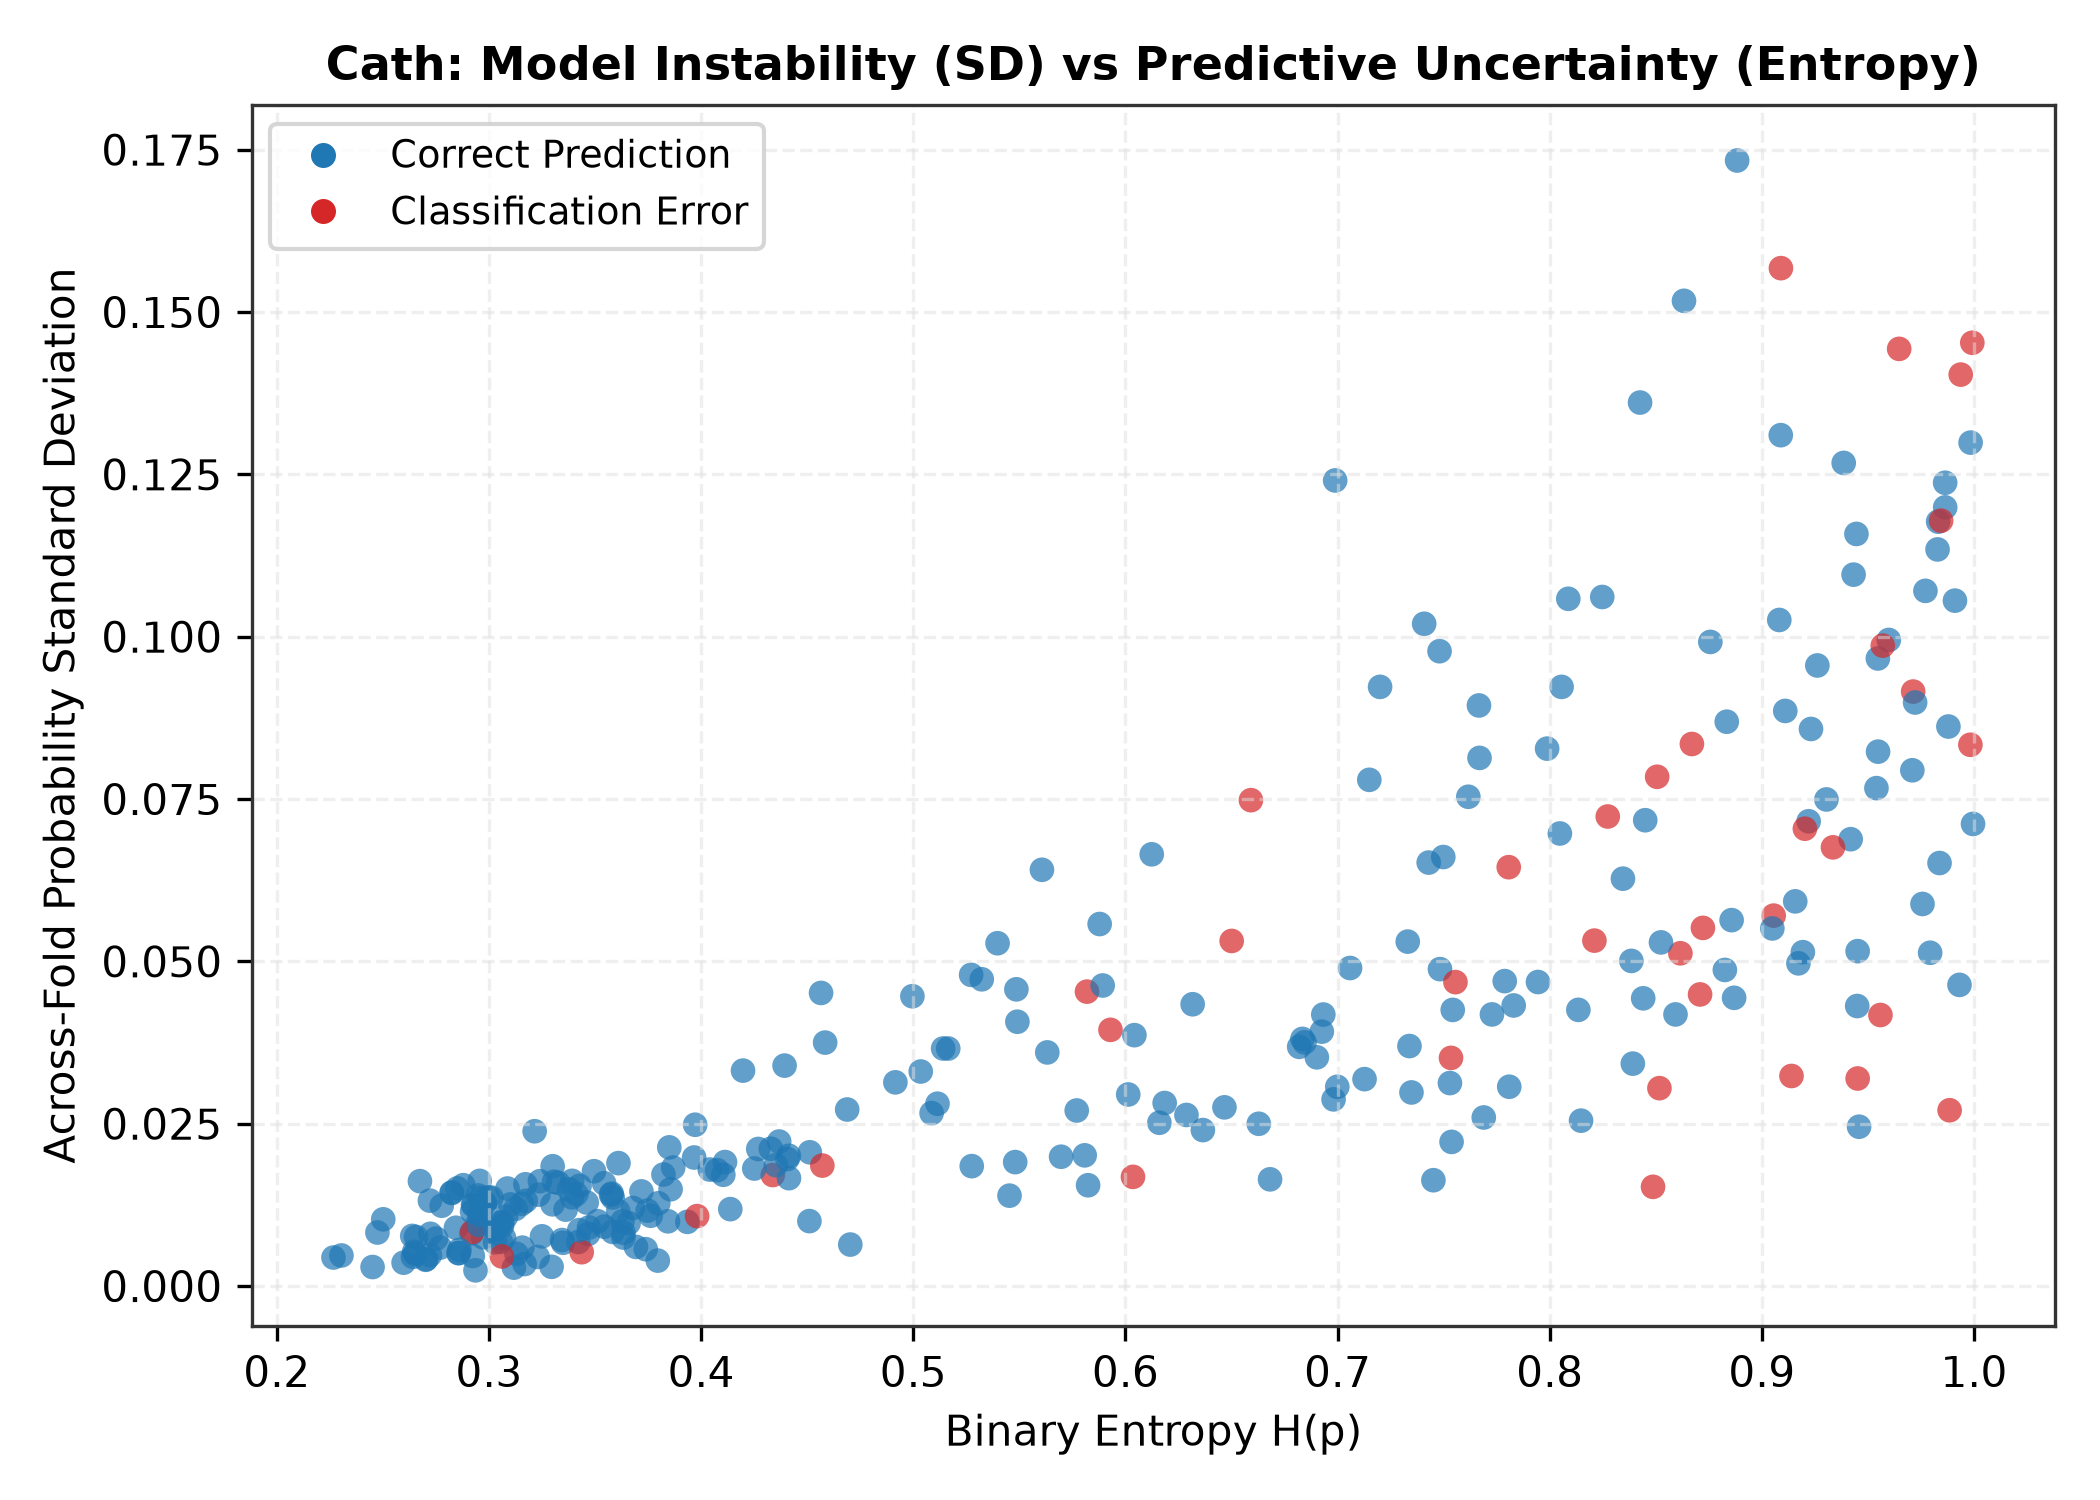 Cath: Model Instability (SD) vs Predictive Uncertainty (Entropy)
Correct Prediction
Classification Error
Across-Fold Probability Standard Deviation
0.175
0.150
0.125
0.100
0.075
0.050
0.025
0.000
0.2 0.3 0.4 0.5 0.6 0.7 0.8 0.9 1.0
Binary Entropy H(p)